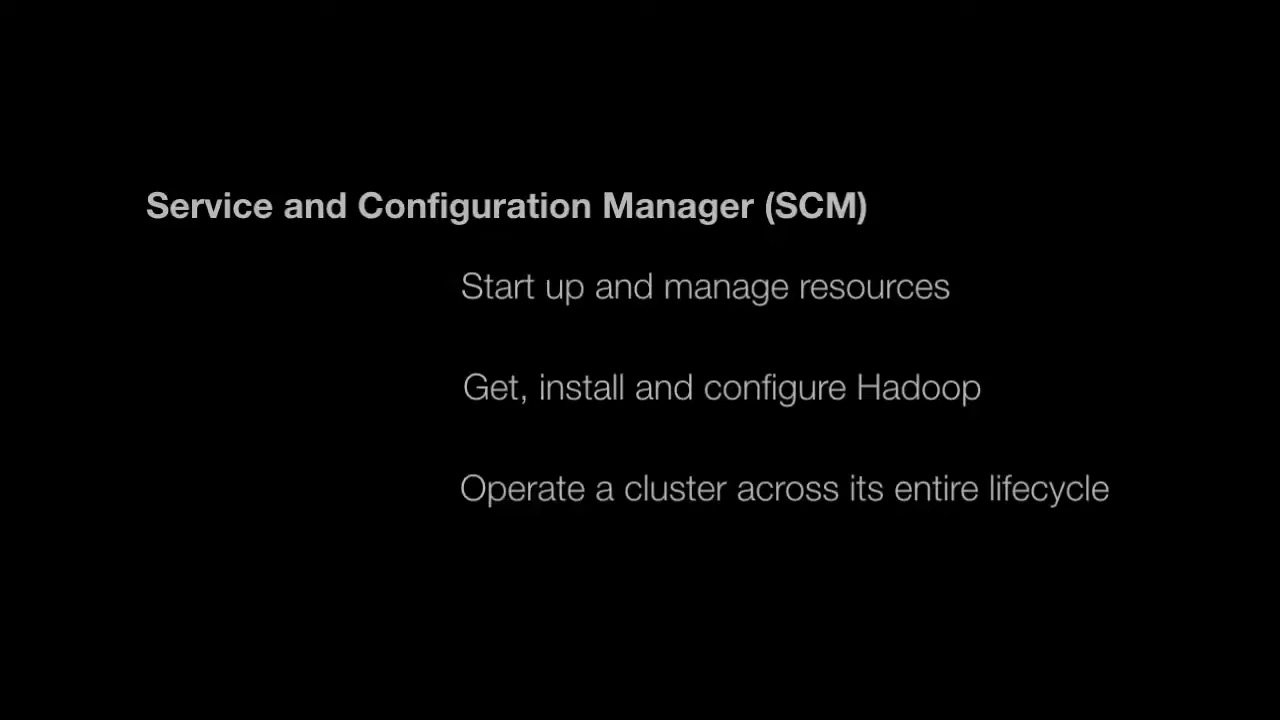 Service and Configuration Manager (SCM)
Start up and manage resources
Get, install and configure Hadoop
Operate a cluster across its entire lifecycle